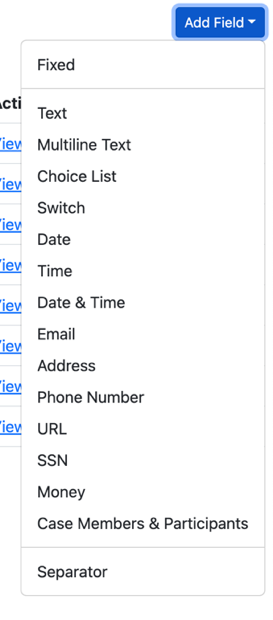 Add Field
Fixed
Acti
Text
View
Multiline Text
Choice List
View
Switch
View
Date
View
Time
Date & Time
View
Email
View
Address
View
Phone Number
View
URL
SSN
Money
Case Members & Participants
Separator